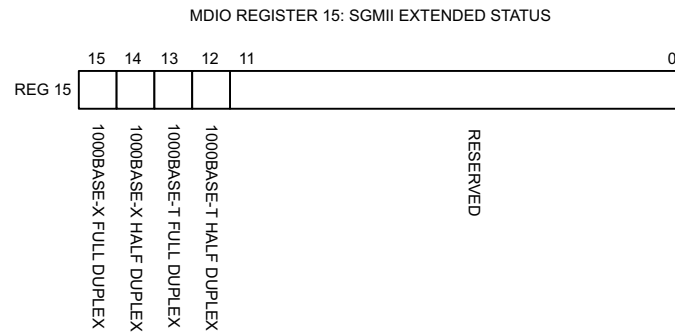 MDIO REGISTER 15: SGMII EXTENDED STATUS
15 14 13 12 11 0
REG 15
1000BASE-X FULL DUPLEX
1000BASE-X HALF DUPLEX
1000BASE-T FULL DUPLEX
1000BASE-T HALF DUPLEX
RESERVED